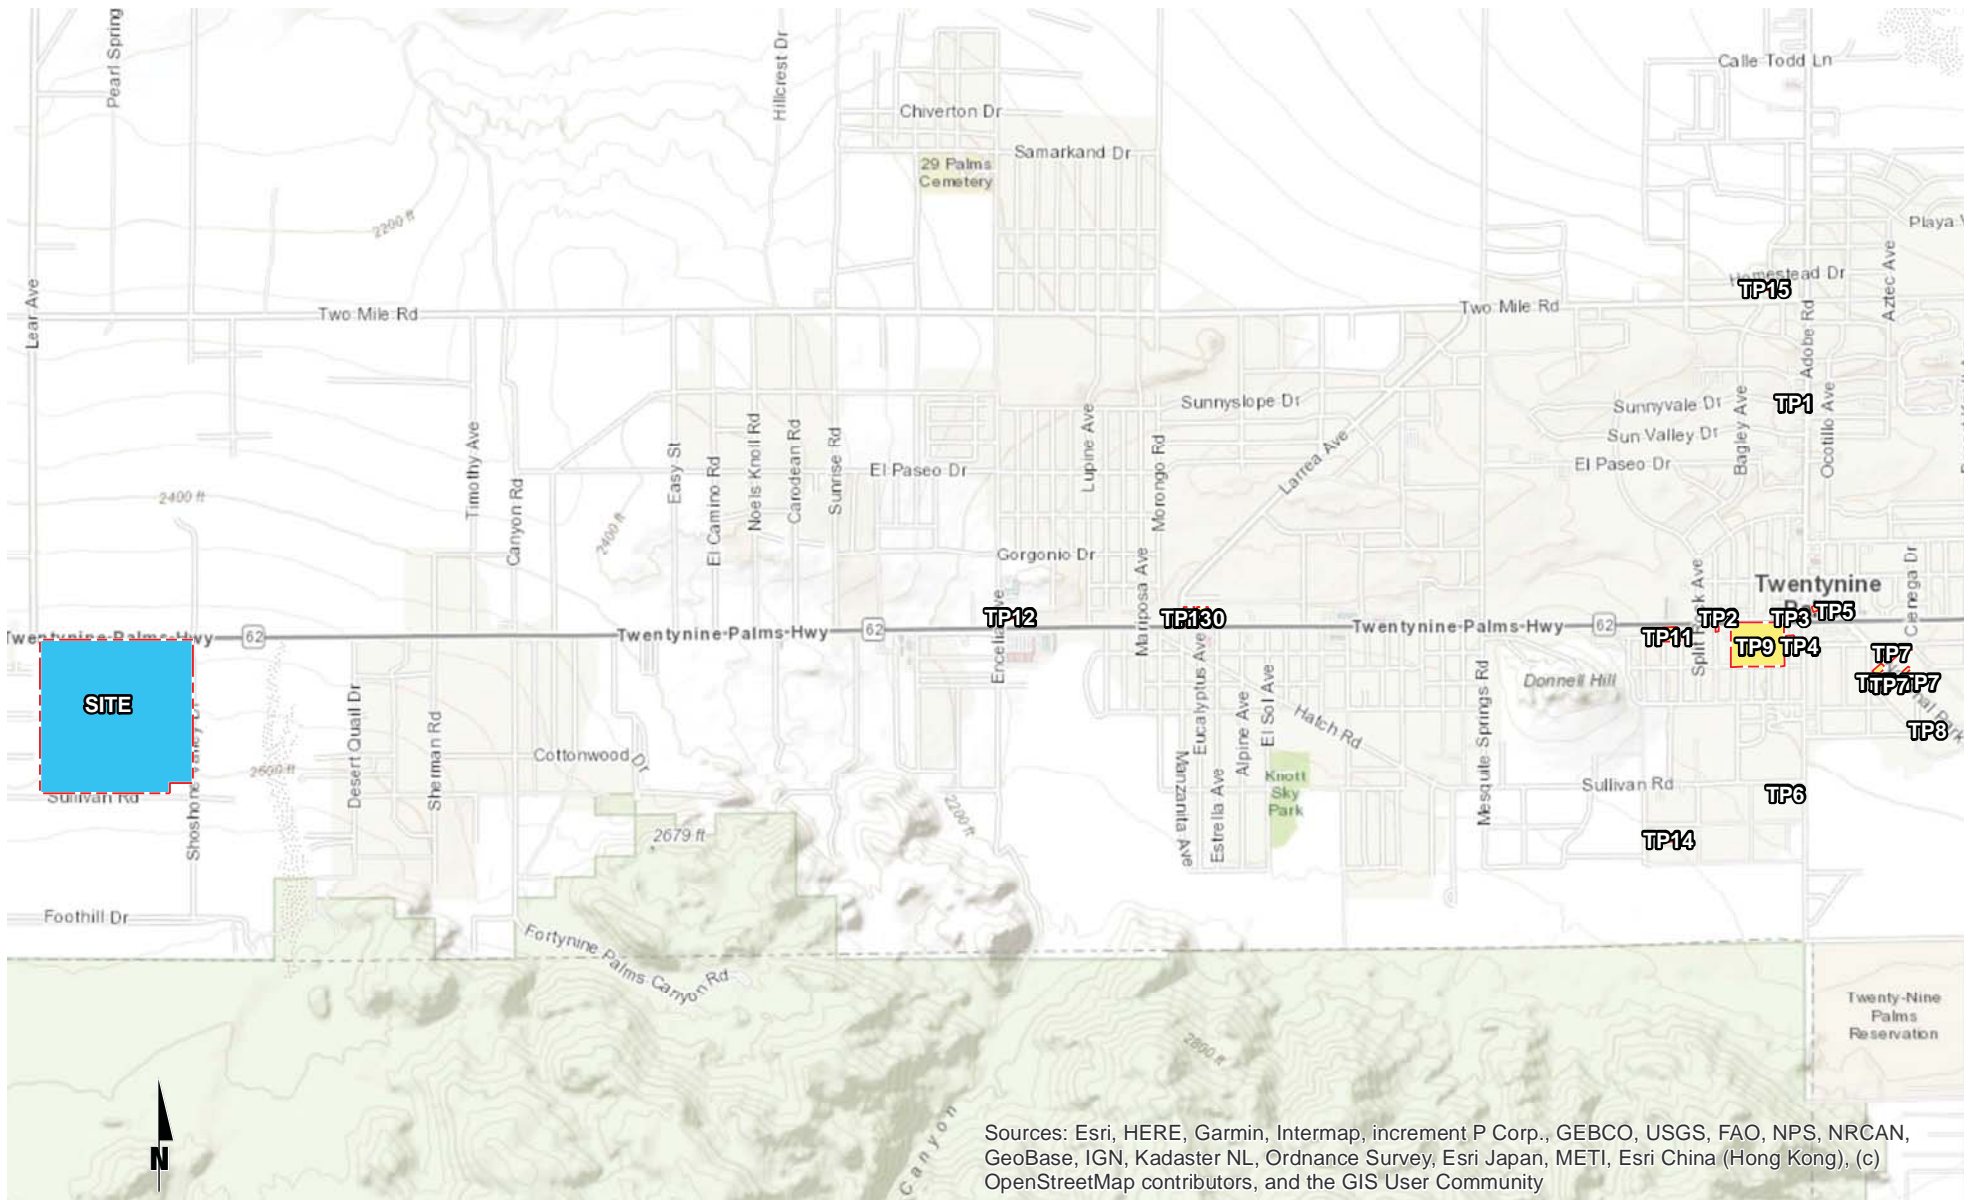 Pearl Spring
Hillcrest Dr
Calle Todd Ln
Chiverton Dr
Samarkand Dr
29 Palms
Cemetery
2200 ft
Playa
Lear Ave
Homestead Dr
TP15
Aztec Ave
Two Mile Rd
Two Mile Rd
Adobe Rd
TP1
Sunnyslope Dr
Sunnyvale Dr
Sun Valley Dr
El Paseo Dr
Bagley Ave
Ocotillo Ave
Timothy Ave
Canyon Rd
Easy St
El Camino Rd
Noels Knoll Rd
Carodean Rd
Sunrise Rd
El Paseo Dr
Lupine Ave
Morongo Rd
Larrea Ave
2400 ft
2400 ft
Gorgonio Dr
Mariposa Ave
Split Rock Ave
Twentynine
Cienega Dr
TP12
TP130
TP2
TP3
TP5
Twentynine-Palms-Hwy
62
Twentynine-Palms-Hwy
62
Twentynine-Palms-Hwy
62
TP11
TP9
TP4
TP7
TP7
TP7
TP8
Encelia Ave
Eucalyptus Ave
El Sol Ave
Alpine Ave
Estrella Ave
Manzanita Ave
Hatch Rd
Mesquite Springs Rd
Donnell Hill
SITE
Desert Quail Dr
Sherman Rd
Cottonwood Dr
Shoshone Valley Dr
Sullivan Rd
2600 ft
2200 ft
Knott
Sky
Park
Sullivan Rd
TP6
TP14
2679 ft
Foothill Dr
Fortynine Palms Canyon Rd
Twenty-Nine
Palms
Reservation
2800 ft
Canyon
N
Sources: Esri, HERE, Garmin, Intermap, increment P Corp., GEBCO, USGS, FAO, NPS, NRCAN,
GeoBase, IGN, Kadaster NL, Ordnance Survey, Esri Japan, METI, Esri China (Hong Kong), (c)
OpenStreetMap contributors, and the GIS User Community